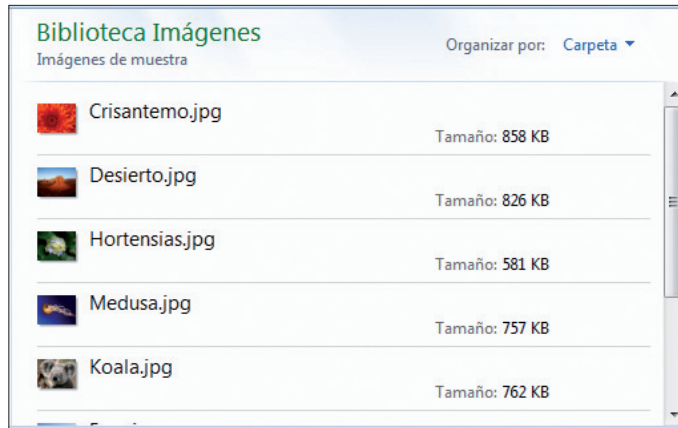 Biblioteca Imágenes
Imágenes de muestra
Organizar por: Carpeta
Crisantemo.jpg
Tamaño: 858 KB
Desierto.jpg
Tamaño: 826 KB
Hortensias.jpg
Tamaño: 581 KB
Medusa.jpg
Tamaño: 757 KB
Koala.jpg
Tamaño: 762 KB